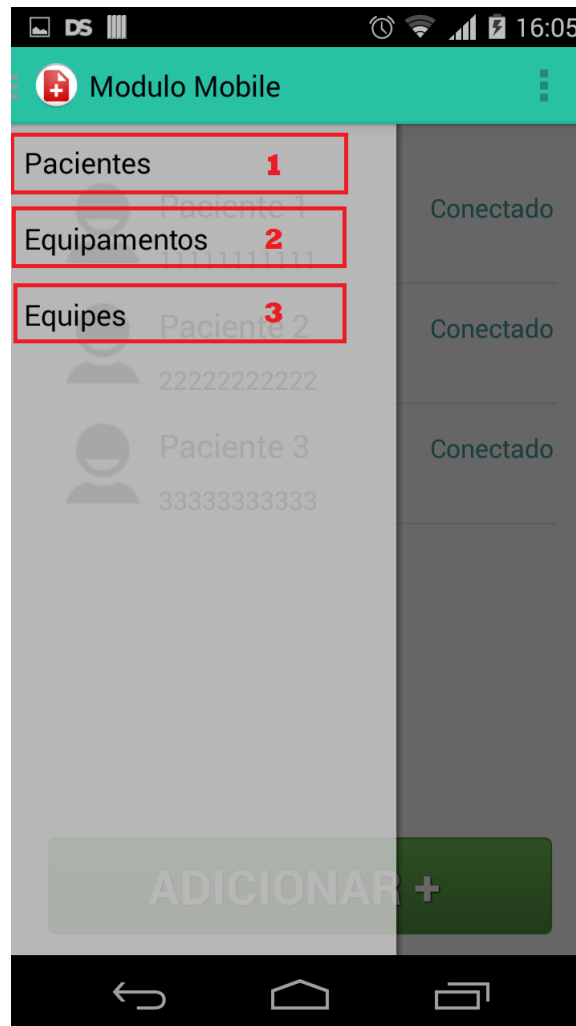 DS 16:05
Modulo Mobile
Pacientes 1
Paciente 1 Conectado
Equipamentos 2
11111111111
Equipes 3
Paciente 2 Conectado
22222222222
Paciente 3 Conectado
33333333333
ADICIONAR +